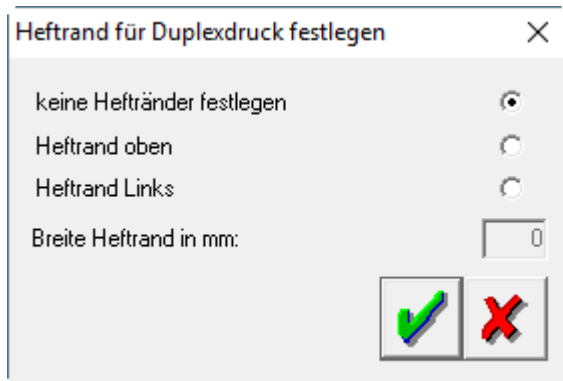 Heftrand für Duplexdruck festlegen
keine Heftränder festlegen
Heftrand oben
Heftrand Links
Breite Heftrand in mm:
0